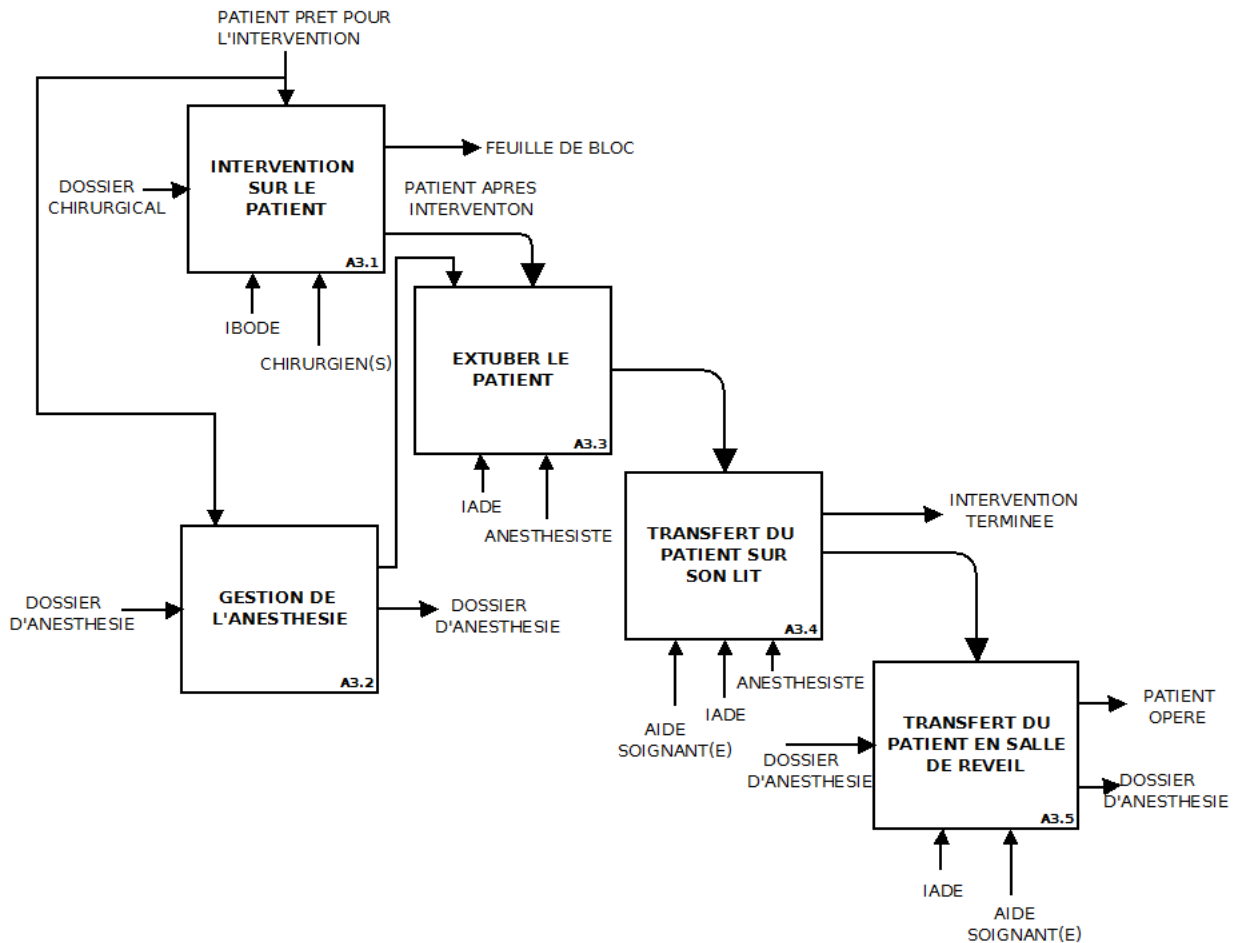 PATIENT PRET POUR
L'INTERVENTION
INTERVENTION
SUR LE
PATIENT
A3.1
FEUILLE DE BLOC
DOSSIER
CHIRURGICAL
PATIENT APRES
INTERVENTON
IBODE
CHIRURGIEN(S)
EXTUBER LE
PATIENT
A3.3
IADE
ANESTHESISTE
GESTION DE
L'ANESTHESIE
A3.2
DOSSIER
D'ANESTHESIE
DOSSIER
D'ANESTHESIE
TRANSFERT DU
PATIENT SUR
SON LIT
A3.4
INTERVENTION
TERMINEE
AIDE
SOIGNANT(E)
IADE
ANESTHESISTE
TRANSFERT DU
PATIENT EN SALLE
DE REVEIL
A3.5
DOSSIER
D'ANESTHESIE
PATIENT
OPERE
DOSSIER
D'ANESTHESIE
IADE
AIDE
SOIGNANT(E)